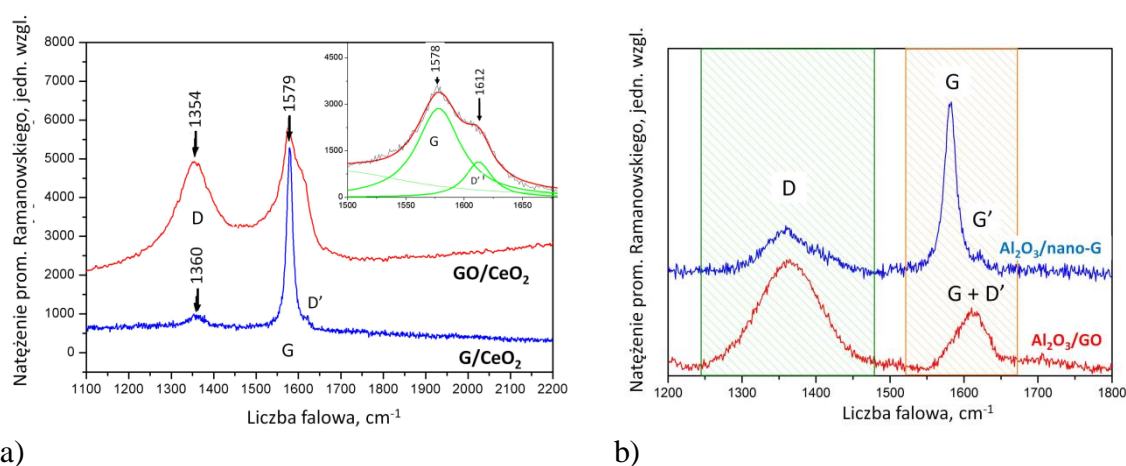 Natężenie prom. Ramanowskiego, jedn. wzgl.
8000
7000
6000
5000
4000
3000
2000
1000
0
1354
D
1360
1579
D'
G
GO/CeO₂
G/CeO₂
4500
3000
1500
0
1578
1612
G
D'
1500 1550 1600 1650
1100 1200 1300 1400 1500 1600 1700 1800 1900 2000 2100 2200
Liczba falowa, cm⁻¹
a)
Natężenie prom. Ramanowskiego, jedn. wzgl.
D
G
G'
Al₂O₃/nano-G
G + D'
Al₂O₃/GO
1200 1300 1400 1500 1600 1700 1800
Liczba falowa, cm⁻¹
b)